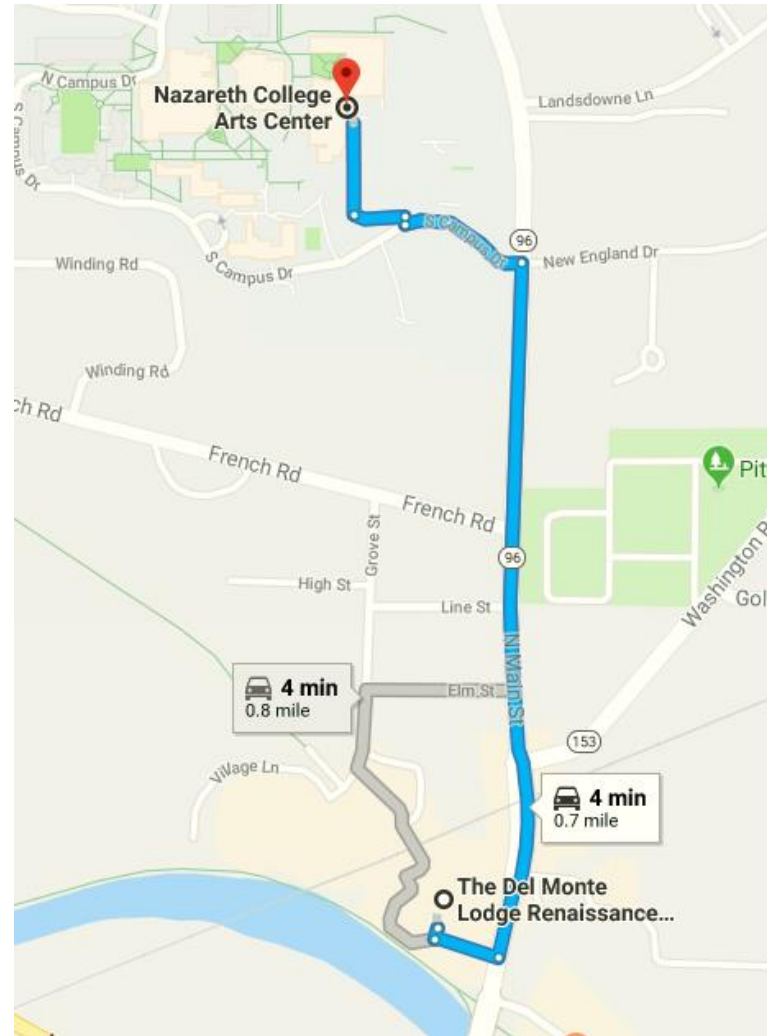 N Campus Dr
Nazareth College
Arts Center
Landsdowne Ln
S Campus Dr
S Campus Dr
96
New England Dr
Winding Rd
S Campus Dr
Winding Rd
ch Rd
French Rd
Pit
French Rd
Grove St
96
High St
Line St
Washington R
Gol
N Main St
4 min
0.8 mile
Elm St
153
Village Ln
4 min
0.7 mile
The Del Monte
Lodge Renaissance...